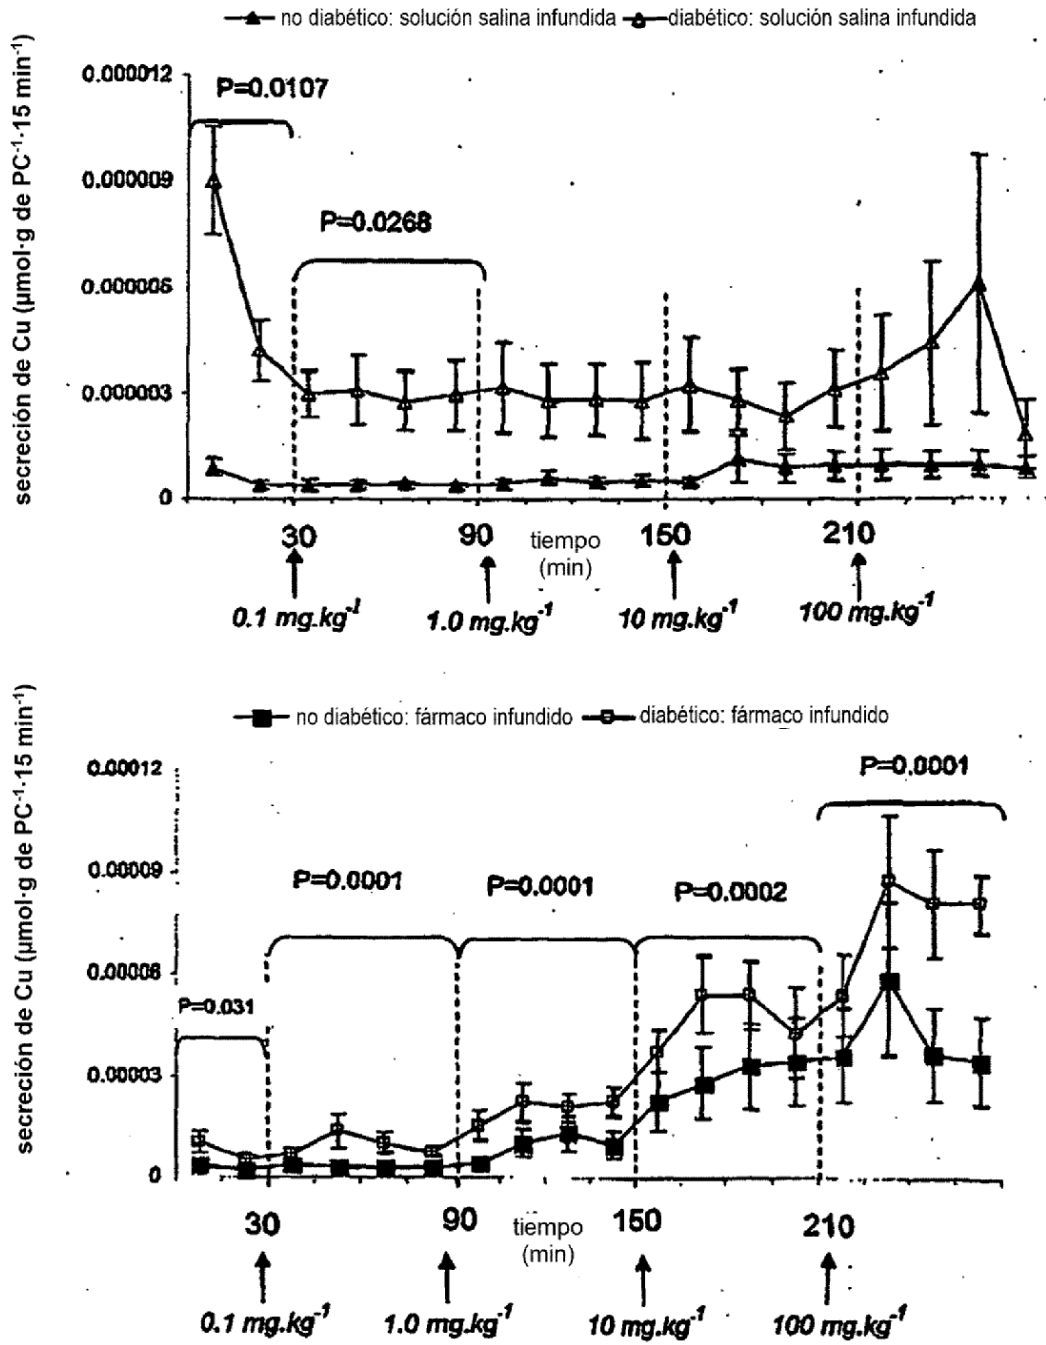 no diabético: solución salina infundida diabético: solución salina infundida
secreción de Cu (µmol·g de PC⁻¹·15 min⁻¹)
0.000012
P=0.0107
0.000009
P=0.0268
0.000006
0.000003
0
30 90 tiempo (min) 150 210
0.1 mg.kg⁻¹ 1.0 mg.kg⁻¹ 10 mg.kg⁻¹ 100 mg.kg⁻¹
no diabético: fármaco infundido diabético: fármaco infundido
secreción de Cu (µmol·g de PC⁻¹·15 min⁻¹)
0.00012
P=0.0001
0.00009
P=0.0001 P=0.0001 P=0.0002
0.00006
P=0.031
0.00003
0
30 90 tiempo (min) 150 210
0.1 mg.kg⁻¹ 1.0 mg.kg⁻¹ 10 mg.kg⁻¹ 100 mg.kg⁻¹